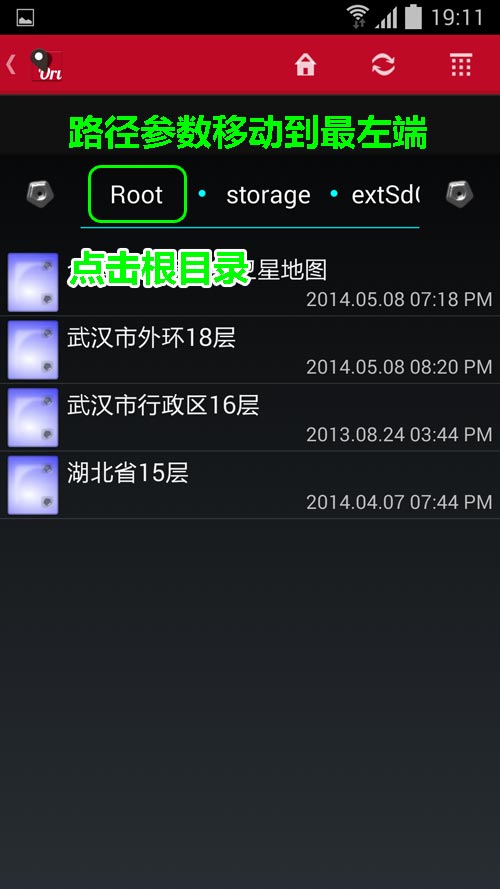 19:11
路径参数移动到最左端
Root • storage • extSd
点击根目录
卫星地图
2014.05.08 07:18 PM
武汉市外环18层
2014.05.08 08:20 PM
武汉市行政区16层
2013.08.24 03:44 PM
湖北省15层
2014.04.07 07:44 PM